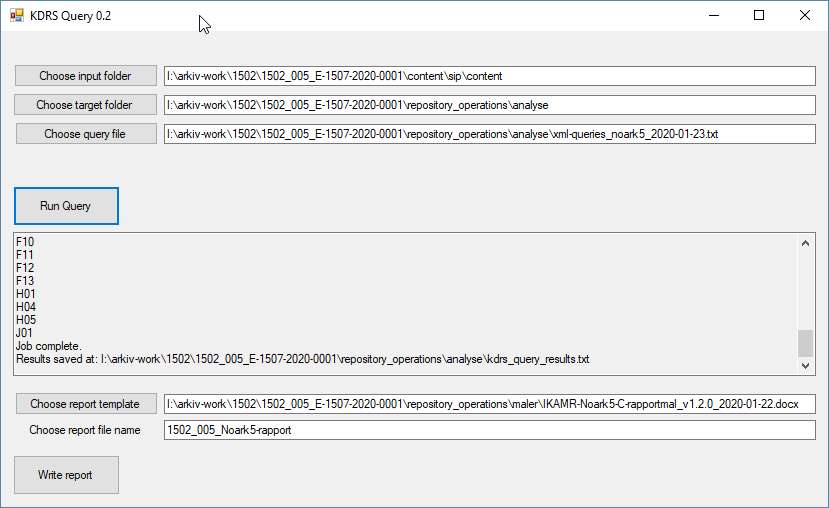 KDRS Query 0.2
Choose input folder I:\arkiv-work\1502\1502_005_E-1507-2020-0001\content\sip\content
Choose target folder I:\arkiv-work\1502\1502_005_E-1507-2020-0001\repository_operations\analyse
Choose query file I:\arkiv-work\1502\1502_005_E-1507-2020-0001\repository_operations\analyse\xml-queries_noark5_2020-01-23.txt
Run Query
F10
F11
F12
F13
H01
H04
H05
J01
Job complete.
Results saved at: I:\arkiv-work\1502\1502_005_E-1507-2020-0001\repository_operations\analyse\kdrs_query_results.txt
Choose report template I:\arkiv-work\1502\1502_005_E-1507-2020-0001\repository_operations\maler\IKAMR-Noark5-C-rapportmal_v1.2.0_2020-01-22.docx
Choose report file name 1502_005_Noark5-rapport
Write report